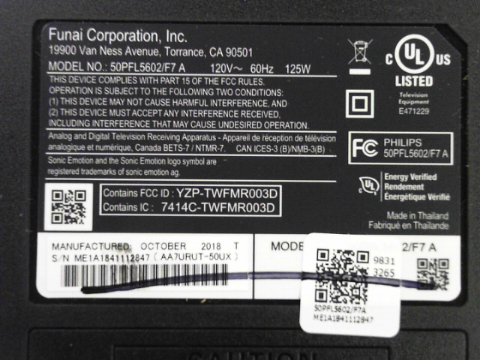 Funai Corporation, Inc.
19900 Van Ness Avenue, Torrance, CA 90501
MODEL NO.: 50PFL5602/F7 A 120V~ 60Hz 125W
THIS DEVICE COMPLIES WITH PART 15 OF THE FCC RULES.
OPERATION IS SUBJECT TO THE FOLLOWING TWO CONDITIONS:
(1) THIS DEVICE MAY NOT CAUSE HARMFUL INTERFERENCE, AND
(2) THIS DEVICE MUST ACCEPT ANY INTERFERENCE RECEIVED,
INCLUDING INTERFERENCE THAT MAY CAUSE UNDESIRED OPERATION.
Analog and Digital Television Receiving Apparatus - Appareil de réception de télévision
analogique et numérique, Canada BETS-7 / NTMR-7. CAN ICES-3 (B)/NMB-3(B)
Sonic Emotion and the Sonic Emotion logo symbol are
registered trademarks of sonic emotion ag.
Contains FCC ID : YZP-TWFMR003D
Contains IC : 7414C-TWFMR003D
C UL US
LISTED
Television
Equipment
E471229
FC PHILIPS
50PFL5602/F7 A
UL
Energy Verified
Rendement
Énergétique Vérifié
Made in Thailand
Fabriqué en Thaïlande
MANUFACTURED OCTOBER 2018 T
S/N ME1A1841112847 (AA7URUT-50UX)
MODEL
2/F7 A
9831
3265
50PFL5602/F7A
ME1A1841112847
CAUTION